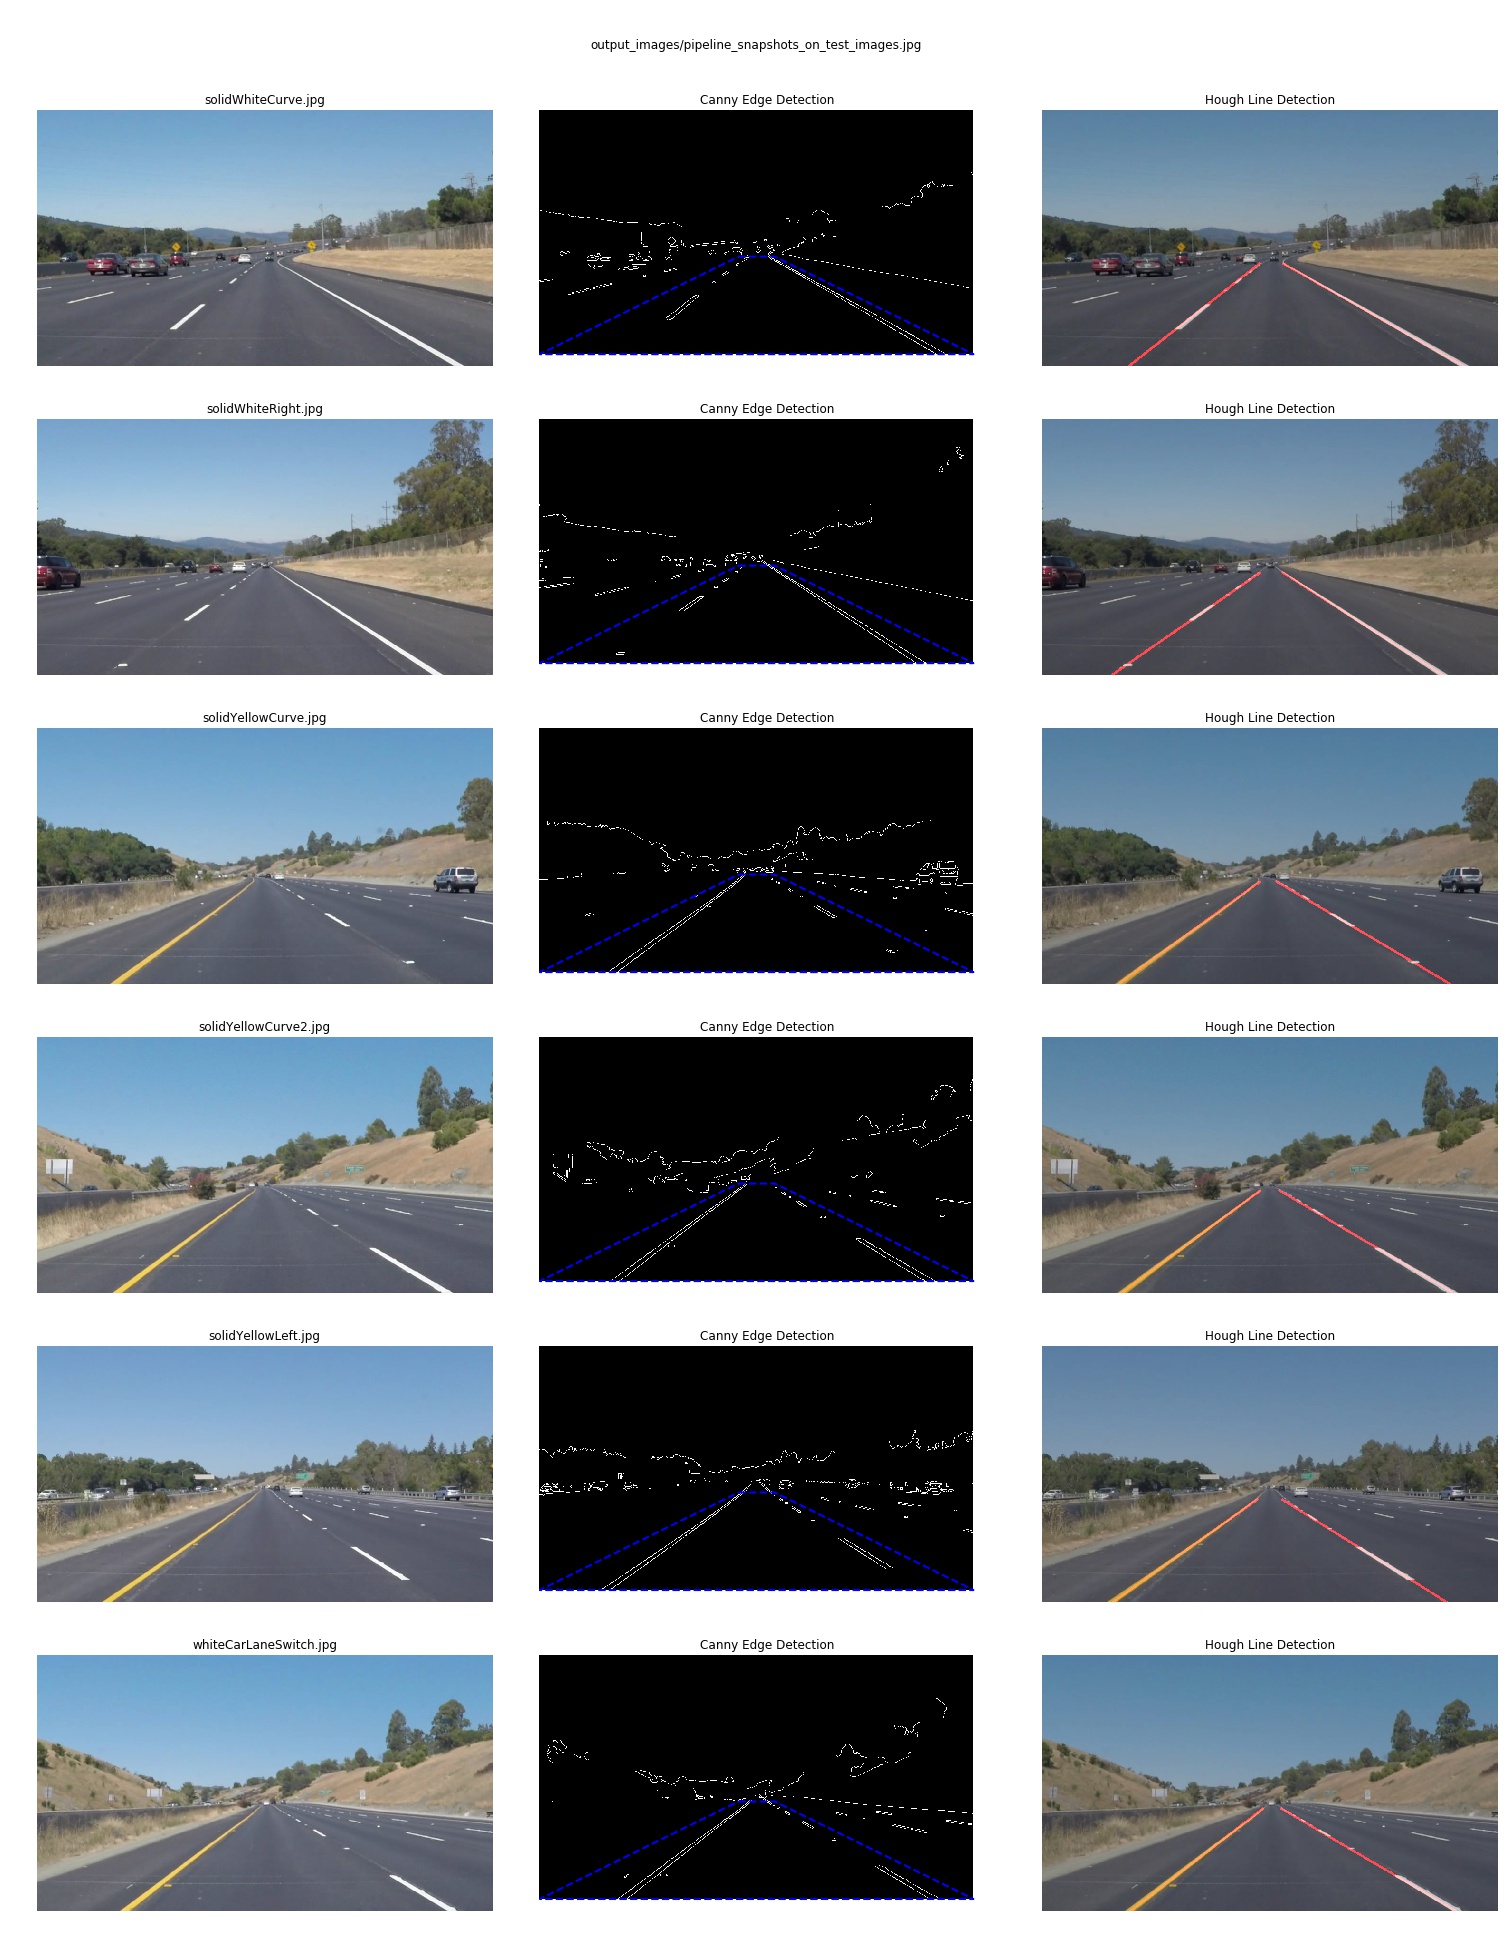 output_images/pipeline_snapshots_on_test_images.jpg
solidWhiteCurve.jpg
Canny Edge Detection
Hough Line Detection
solidWhiteRight.jpg
Canny Edge Detection
Hough Line Detection
solidYellowCurve.jpg
Canny Edge Detection
Hough Line Detection
solidYellowCurve2.jpg
Canny Edge Detection
Hough Line Detection
solidYellowLeft.jpg
Canny Edge Detection
Hough Line Detection
whiteCarLaneSwitch.jpg
Canny Edge Detection
Hough Line Detection